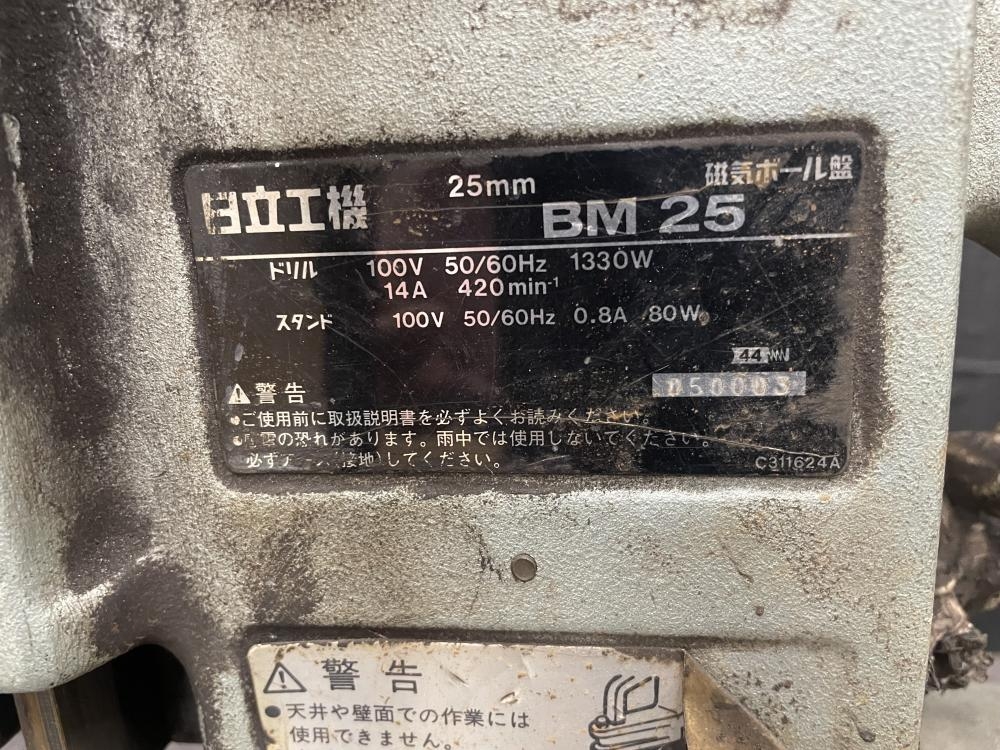 25mm 磁気ボール盤
日立工機 BM 25
ドリル 100V 50/60Hz 1330W
14A 420min⁻¹
スタンド 100V 50/60Hz 0.8A 80W
44
050003
⚠警告
●ご使用前に取扱説明書を必ずよくお読みください。
の恐れがあります。雨中では使用しないでください。
必ずアース(接地)してください。
C311624A
⚠警告
●天井や壁面での作業には
使用できません。